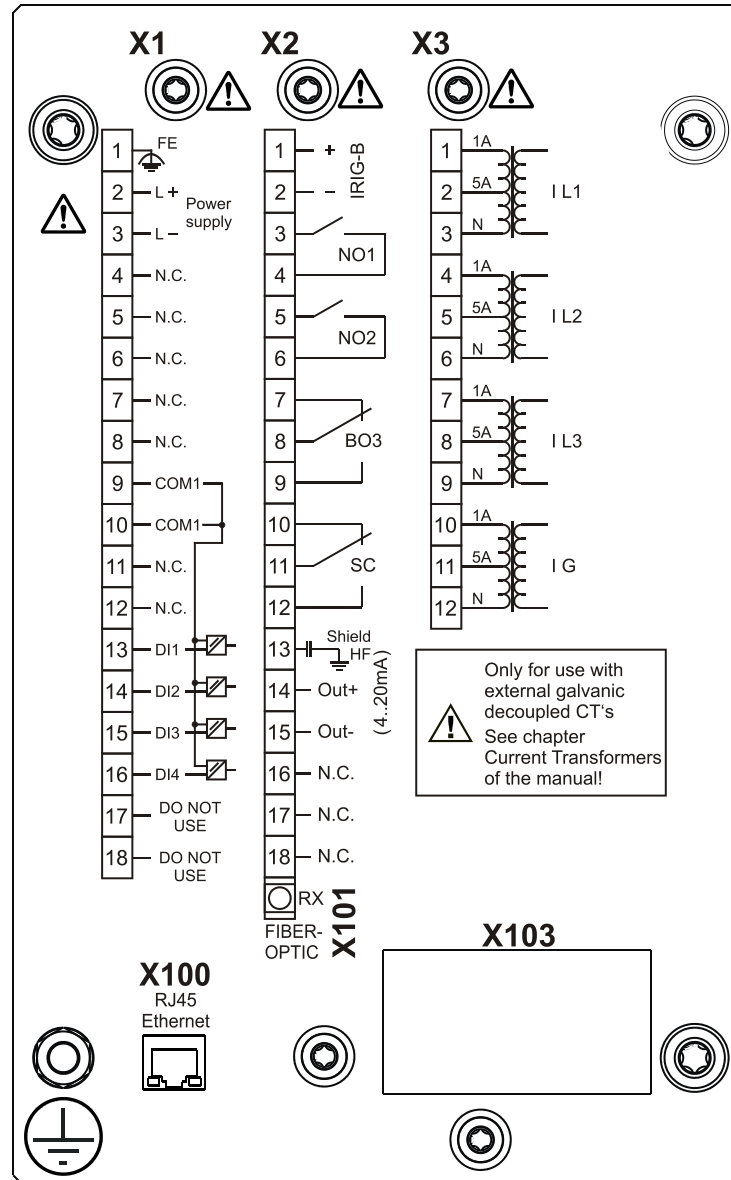 X1
X2
X3
1 FE
2 L+
Power
supply
3 L–
4 N.C.
5 N.C.
6 N.C.
7 N.C.
8 N.C.
9 COM1
10 COM1
11 N.C.
12 N.C.
13 DI1
14 DI2
15 DI3
16 DI4
17 DO NOT
USE
18 DO NOT
USE
1 +
IRIG-B
2 –
3
NO1
4
5
NO2
6
7
8 BO3
9
10
11 SC
12
13 Shield
HF
(4..20mA)
14 Out+
15 Out-
16 N.C.
17 N.C.
18 N.C.
RX
FIBER-
OPTIC
X101
1 1A
2 5A I L1
3 N
4 1A
5 5A I L2
6 N
7 1A
8 5A I L3
9 N
10 1A
11 5A I G
12 N
Only for use with
external galvanic
decoupled CT‘s
See chapter
Current Transformers
of the manual!
X100
RJ45
Ethernet
X103